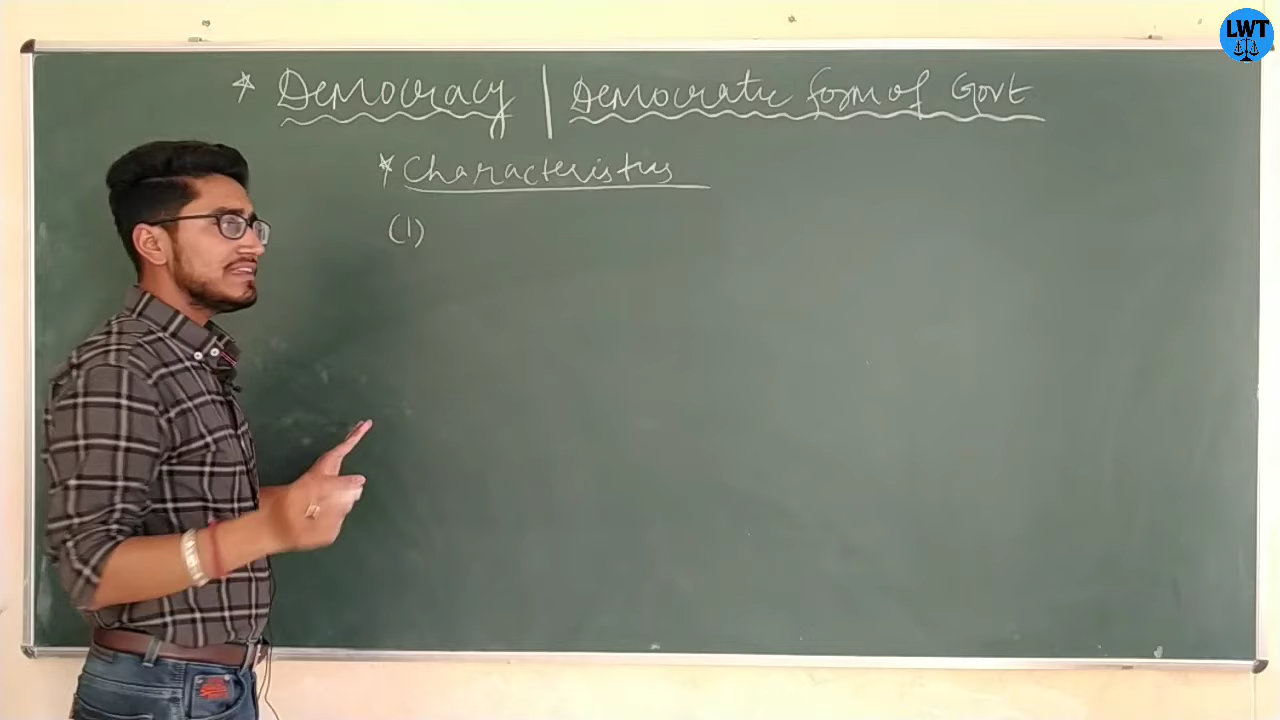 LWT
* Democracy | Democratic form of Govt
* Characteristics
(1)